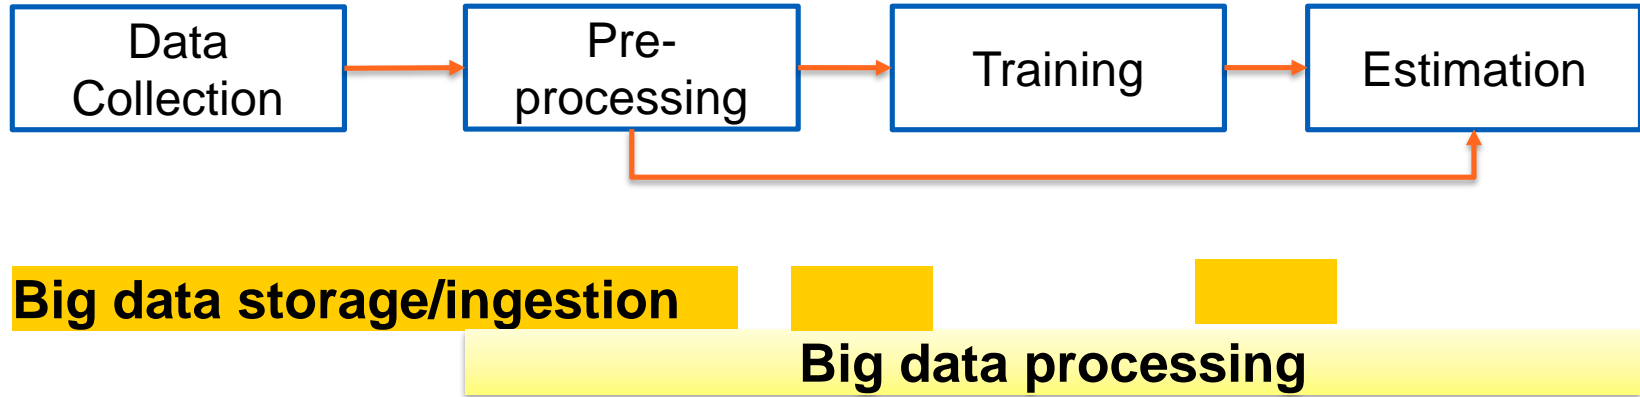 Data
Collection
Pre-
processing
Training
Estimation
Big data storage/ingestion
Big data processing